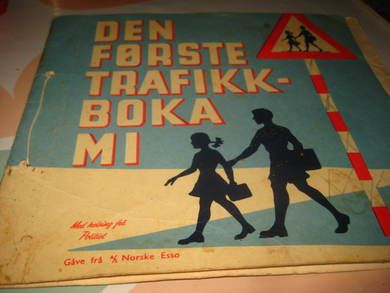 DEN
FØRSTE
TRAFIKK-
BOKA
MI
Med helsing frå
Politiet
Gåve frå A/S Norske Esso